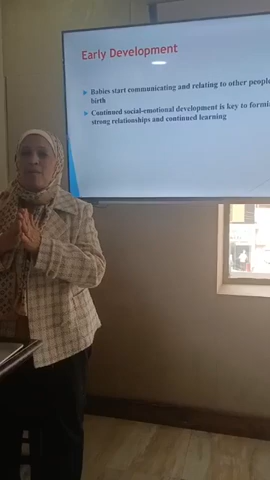 Early Development
Babies start communicating and relating to other people
birth
Continued social-emotional development is key to formi
strong relationships and continued learning